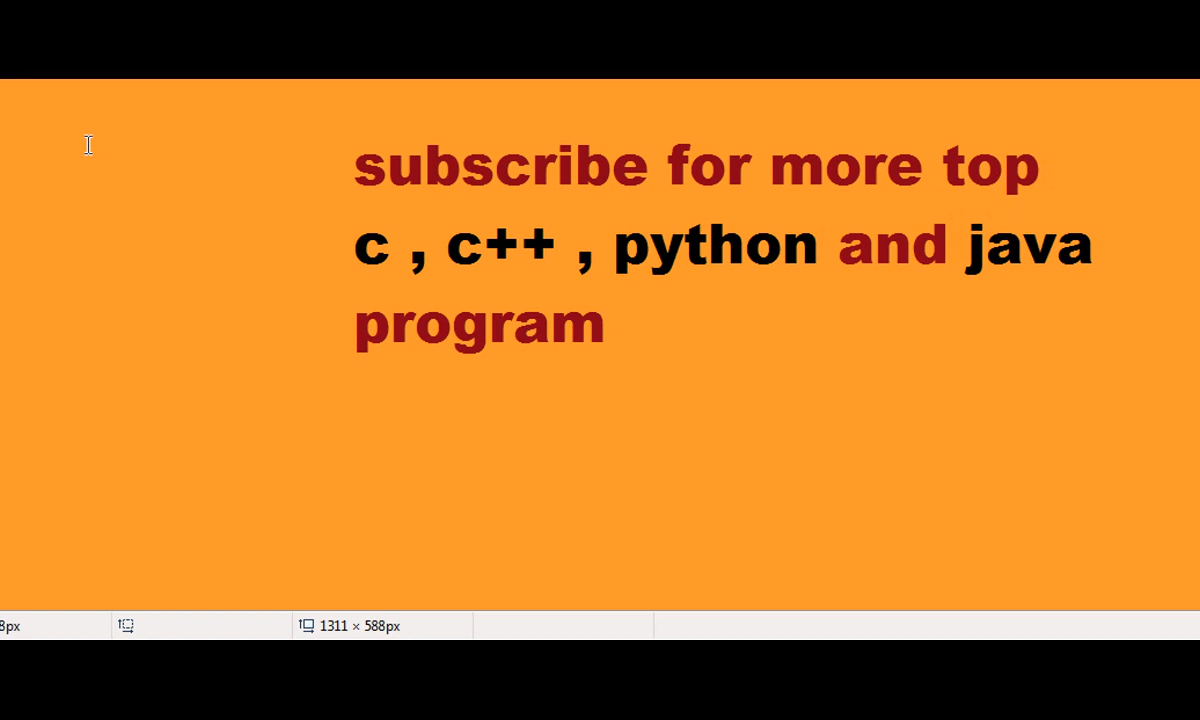 subscribe for more top
c , c++ , python and java
program
8px
1311 × 588px